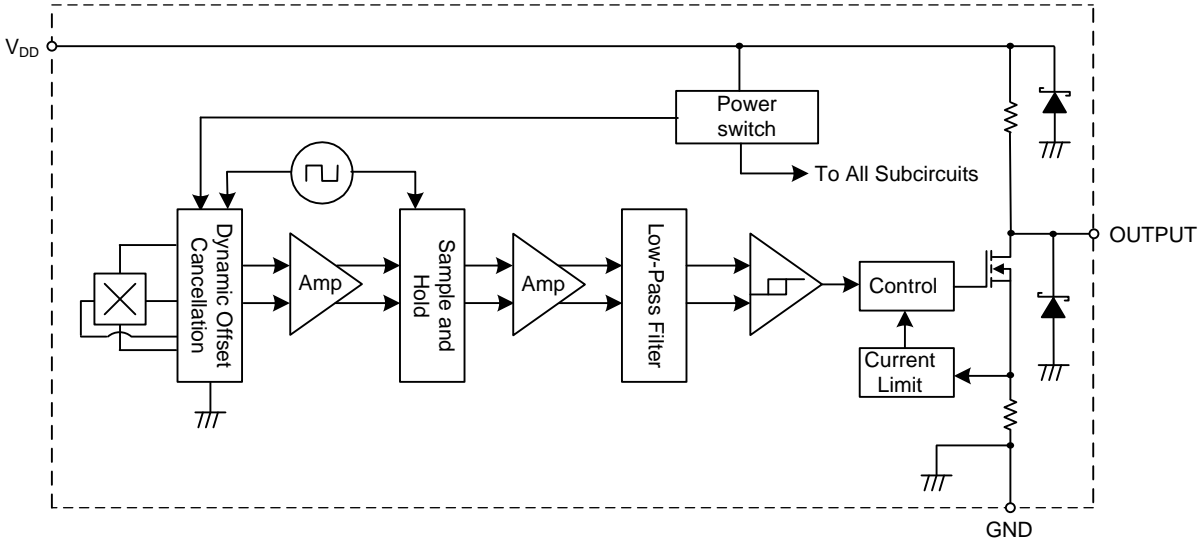 VDD
Power
switch
To All Subcircuits
Dynamic Offset
Cancellation
Amp
Sample and
Hold
Amp
Low-Pass Filter
Control
Current
Limit
OUTPUT
GND